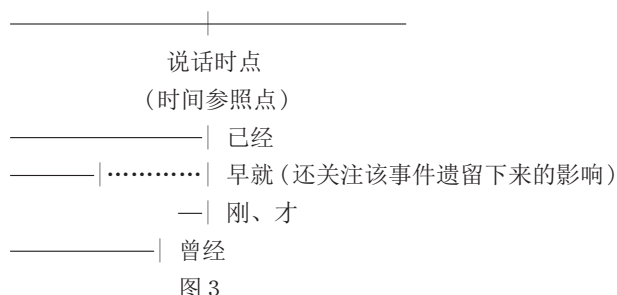 说话时点
（时间参照点）
已经
早就（还关注该事件遗留下来的影响）
刚、才
曾经
图 3